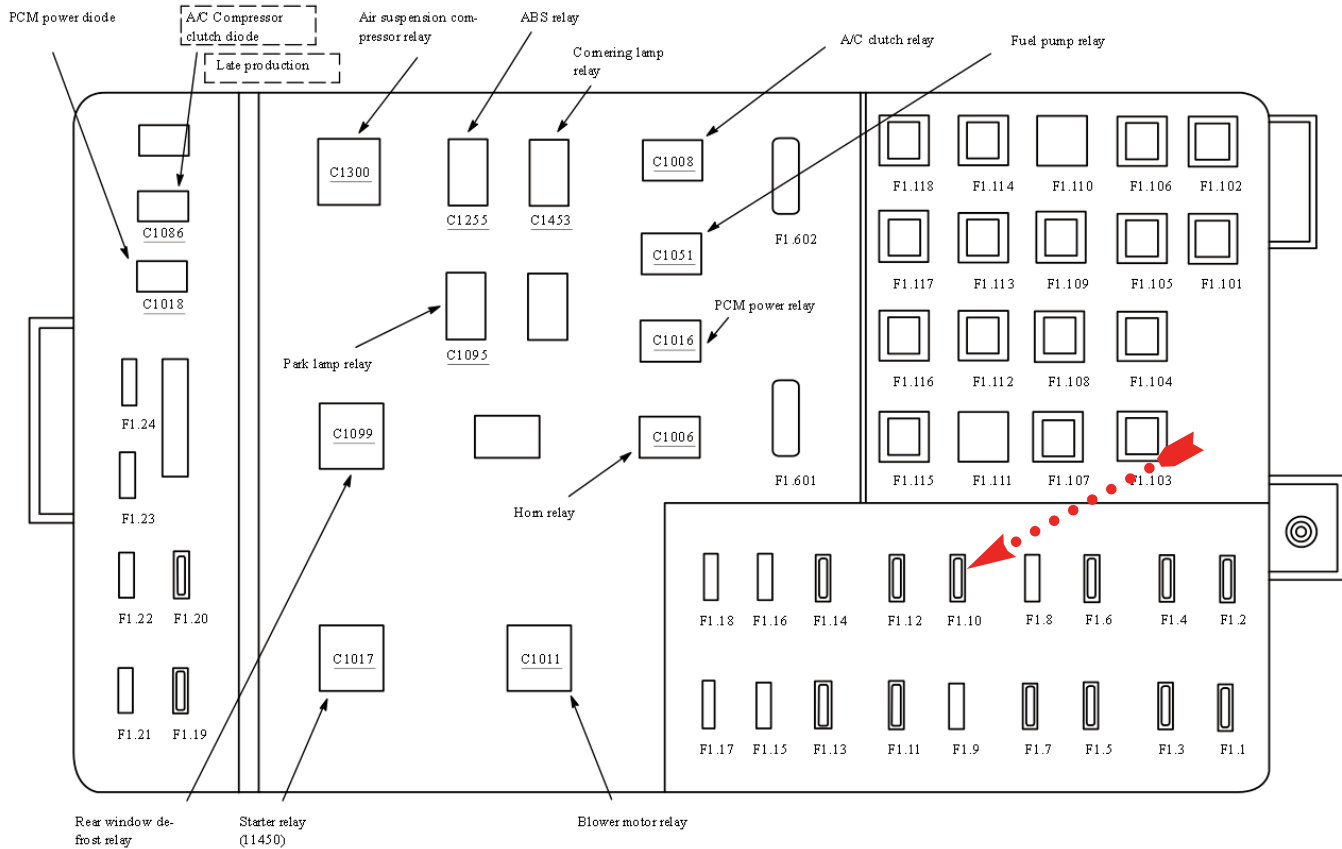 PCM power diode
A/C Compressor
clutch diode
Late production
Air suspension com-
pressor relay
ABS relay
Cornering lamp
relay
A/C clutch relay
Fuel pump relay
C1300
C1255
C1453
C1008
F1.602
C1086
C1018
C1051
PCM power relay
C1016
Park lamp relay
C1095
F1.118
F1.114
F1.110
F1.106
F1.102
F1.117
F1.113
F1.109
F1.105
F1.101
F1.116
F1.112
F1.108
F1.104
F1.115
F1.111
F1.107
F1.103
F1.24
C1099
C1006
F1.601
F1.23
Horn relay
F1.22
F1.20
F1.18
F1.16
F1.14
F1.12
F1.10
F1.8
F1.6
F1.4
F1.2
C1017
C1011
F1.21
F1.19
F1.17
F1.15
F1.13
F1.11
F1.9
F1.7
F1.5
F1.3
F1.1
Rear window de-
frost relay
Starter relay
(11450)
Blower motor relay